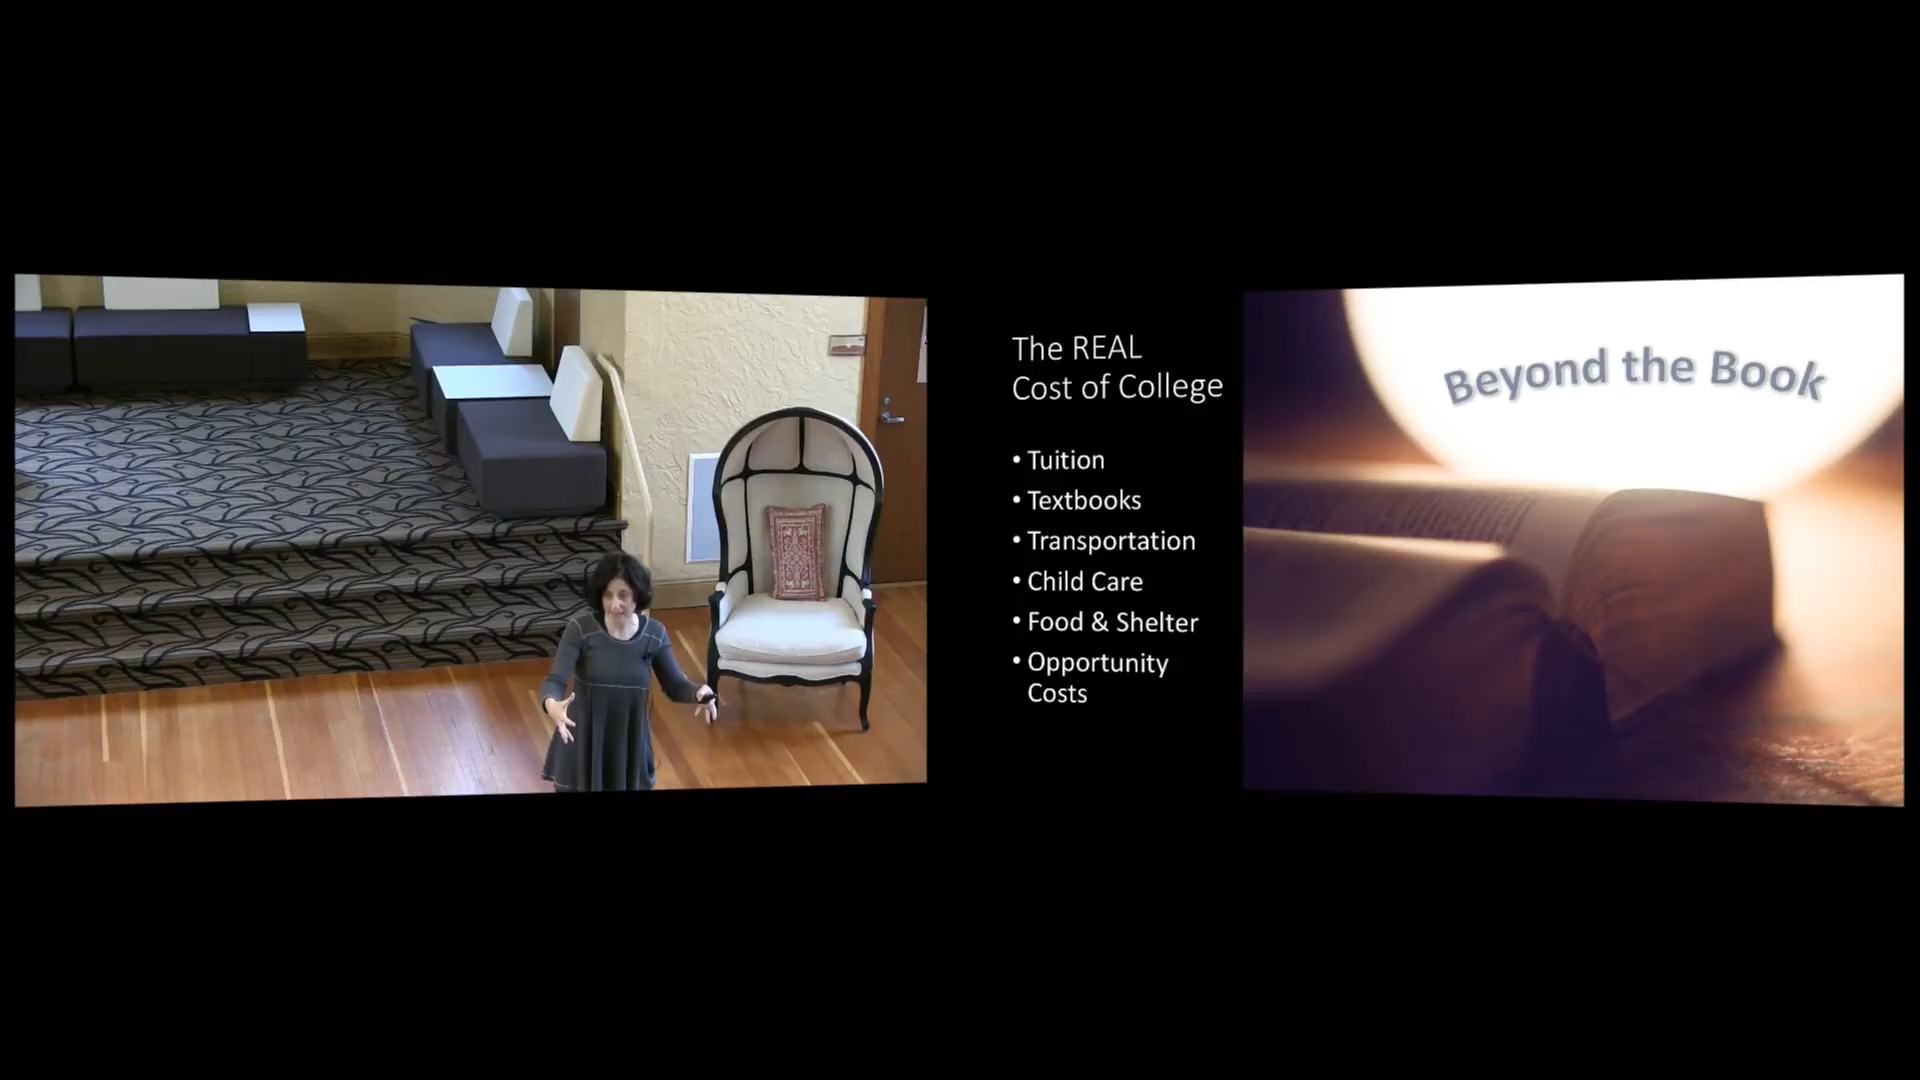 The REAL
Cost of College
• Tuition
• Textbooks
• Transportation
• Child Care
• Food & Shelter
• Opportunity
Costs
Beyond the Book